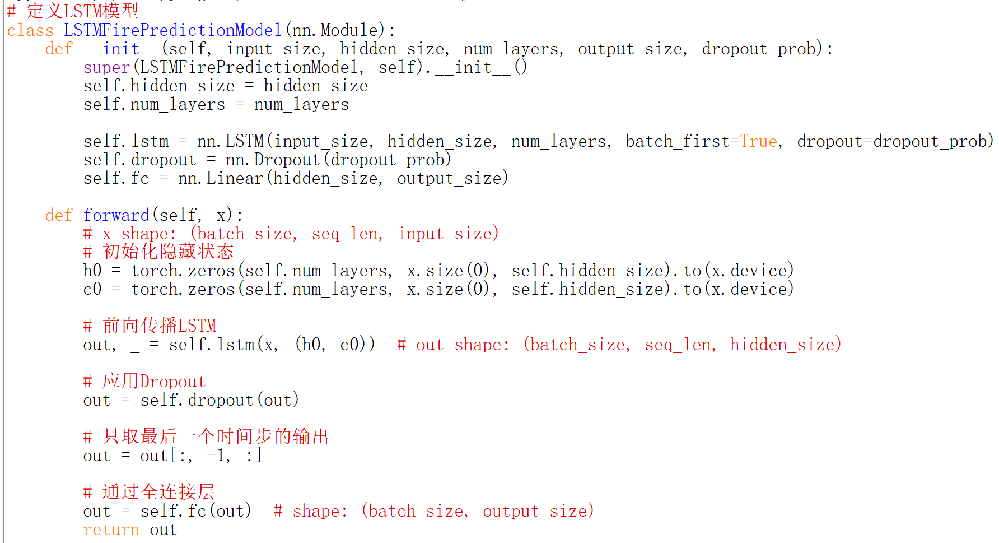 # 定义LSTM模型
class LSTMFirePredictionModel(nn.Module):
    def __init__(self, input_size, hidden_size, num_layers, output_size, dropout_prob):
        super(LSTMFirePredictionModel, self).__init__()
        self.hidden_size = hidden_size
        self.num_layers = num_layers

        self.lstm = nn.LSTM(input_size, hidden_size, num_layers, batch_first=True, dropout=dropout_prob)
        self.dropout = nn.Dropout(dropout_prob)
        self.fc = nn.Linear(hidden_size, output_size)

    def forward(self, x):
        # x shape: (batch_size, seq_len, input_size)
        # 初始化隐藏状态
        h0 = torch.zeros(self.num_layers, x.size(0), self.hidden_size).to(x.device)
        c0 = torch.zeros(self.num_layers, x.size(0), self.hidden_size).to(x.device)

        # 前向传播LSTM
        out, _ = self.lstm(x, (h0, c0))  # out shape: (batch_size, seq_len, hidden_size)

        # 应用Dropout
        out = self.dropout(out)

        # 只取最后一个时间步的输出
        out = out[:, -1, :]

        # 通过全连接层
        out = self.fc(out)  # shape: (batch_size, output_size)
        return out